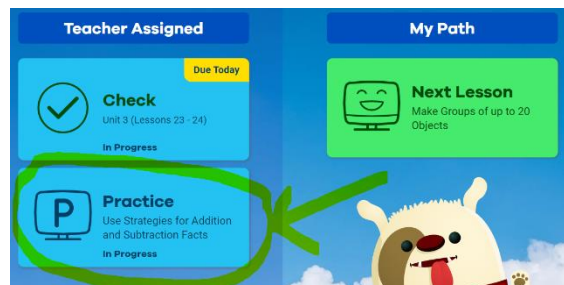 Teacher Assigned
Due Today
Check
Unit 3 (Lessons 23 - 24)
In Progress
P
Practice
Use Strategies for Addition
and Subtraction Facts
In Progress
My Path
Next Lesson
Make Groups of up to 20
Objects